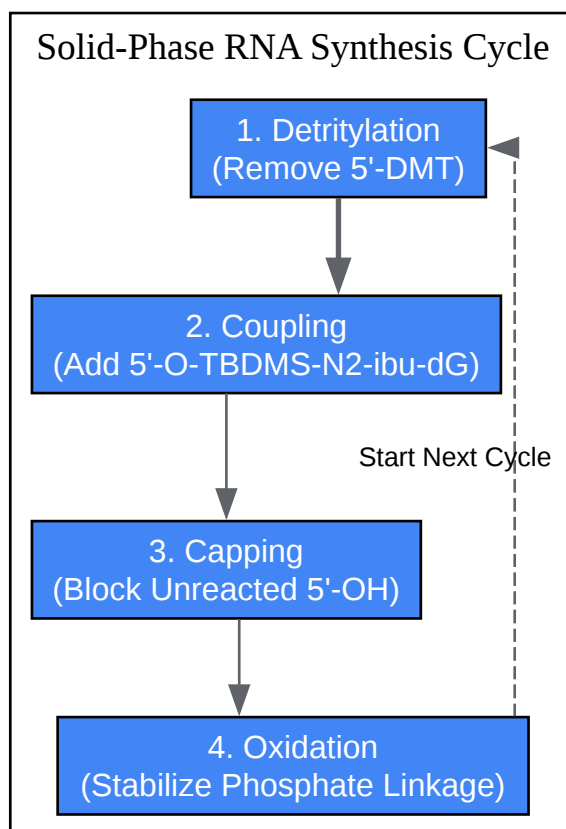 Solid-Phase RNA Synthesis Cycle
1. Detritylation
(Remove 5'-DMT)
2. Coupling
(Add 5'-O-TBDMS-N2-ibu-dG)
Start Next Cycle
3. Capping
(Block Unreacted 5'-OH)
4. Oxidation
(Stabilize Phosphate Linkage)